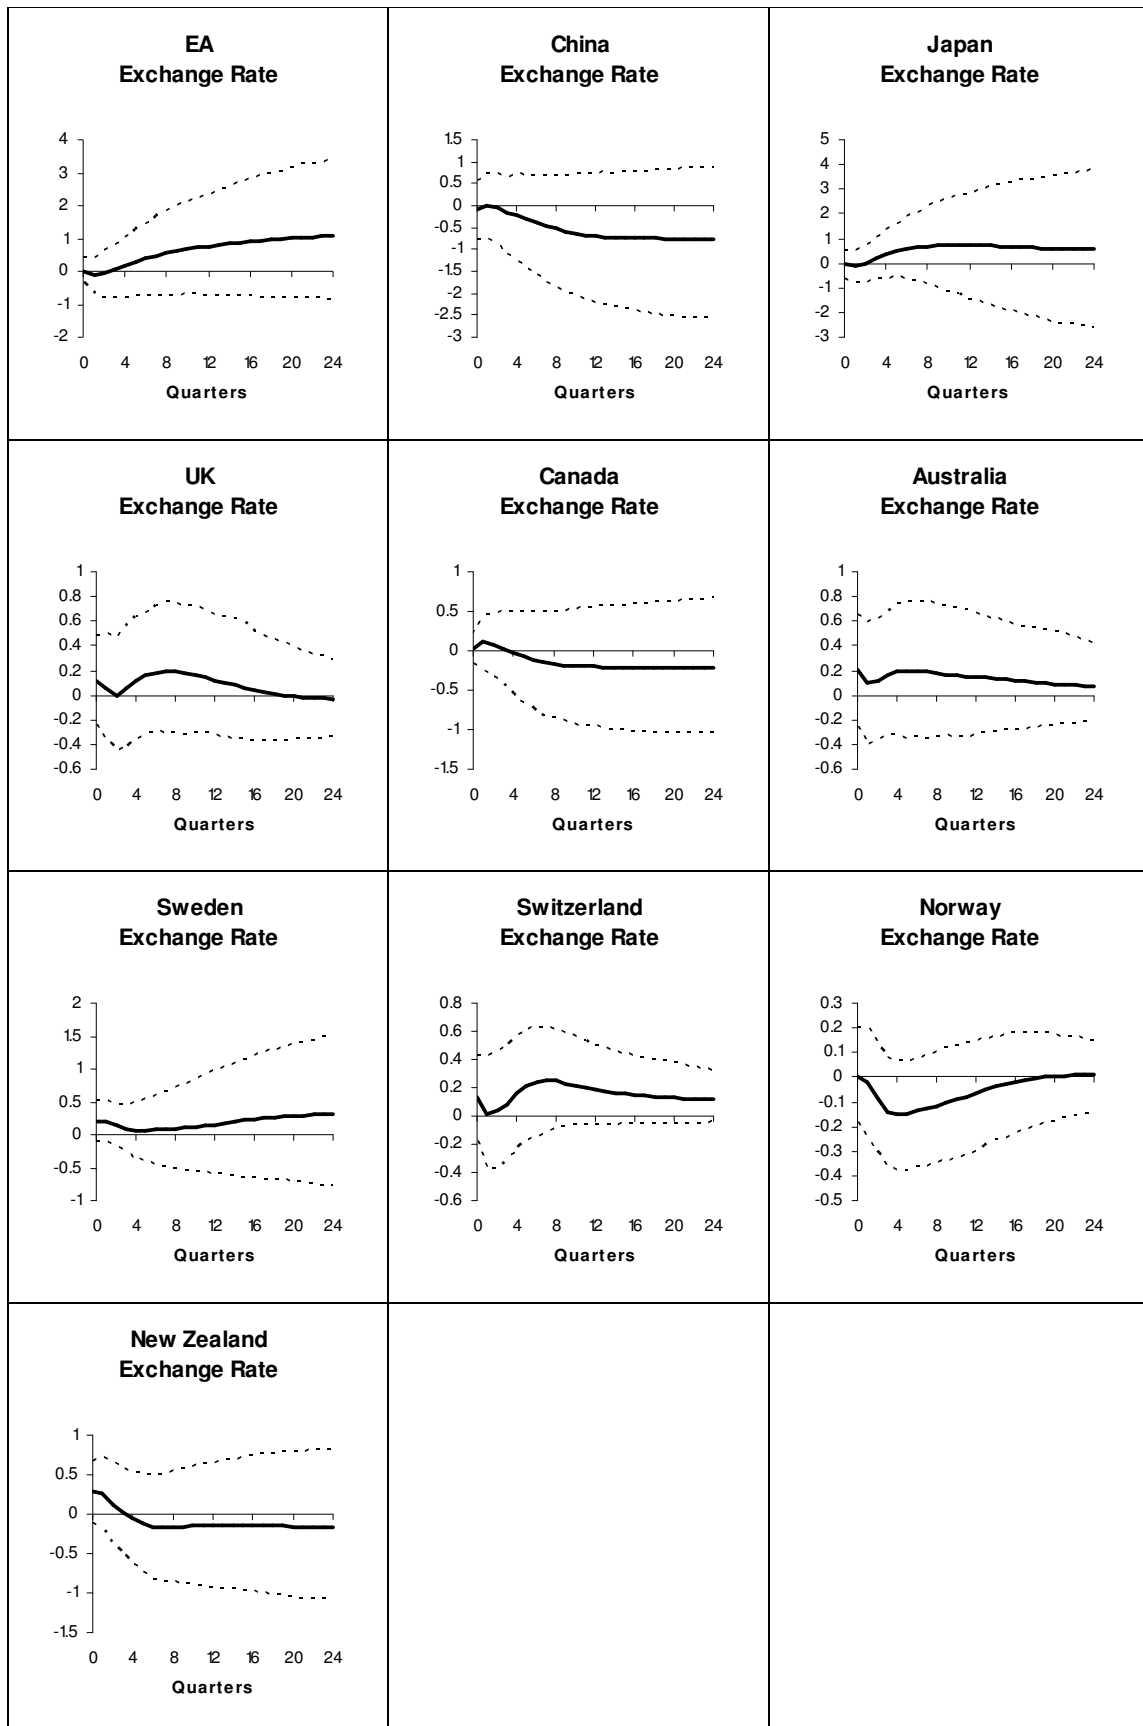 EA
Exchange Rate
4
3
2
1
0
-1
-2
0 4 8 12 16 20 24
Quarters
China
Exchange Rate
1.5
1
0.5
0
-0.5
-1
-1.5
-2
-2.5
-3
0 4 8 12 16 20 24
Quarters
Japan
Exchange Rate
5
4
3
2
1
0
-1
-2
-3
0 4 8 12 16 20 24
Quarters
UK
Exchange Rate
1
0.8
0.6
0.4
0.2
0
-0.2
-0.4
-0.6
0 4 8 12 16 20 24
Quarters
Canada
Exchange Rate
1
0.5
0
-0.5
-1
-1.5
0 4 8 12 16 20 24
Quarters
Australia
Exchange Rate
1
0.8
0.6
0.4
0.2
0
-0.2
-0.4
-0.6
0 4 8 12 16 20 24
Quarters
Sweden
Exchange Rate
2
1.5
1
0.5
0
-0.5
-1
0 4 8 12 16 20 24
Quarters
Switzerland
Exchange Rate
0.8
0.6
0.4
0.2
0
-0.2
-0.4
-0.6
0 4 8 12 16 20 24
Quarters
Norway
Exchange Rate
0.3
0.2
0.1
0
-0.1
-0.2
-0.3
-0.4
-0.5
0 4 8 12 16 20 24
Quarters
New Zealand
Exchange Rate
1
0.5
0
-0.5
-1
-1.5
0 4 8 12 16 20 24
Quarters